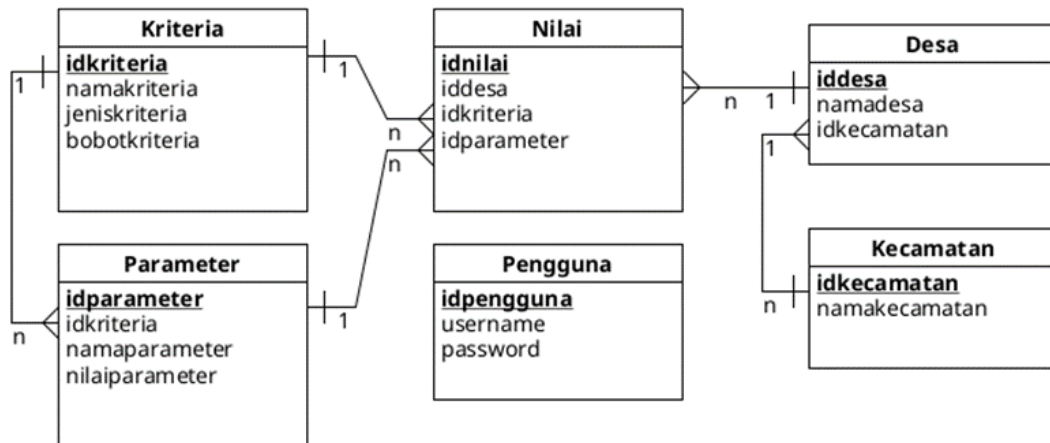 Kriteria
idkriteria
namakriteria
jeniskriteria
bobotkriteria
1
1
n
Nilai
idnilai
iddesa
idkriteria
idparameter
n
n
n
1
Desa
iddesa
namadesa
idkecamatan
1
n
Parameter
idparameter
idkriteria
namaparameter
nilaiparameter
1
Pengguna
idpengguna
username
password
Kecamatan
idkecamatan
namakecamatan